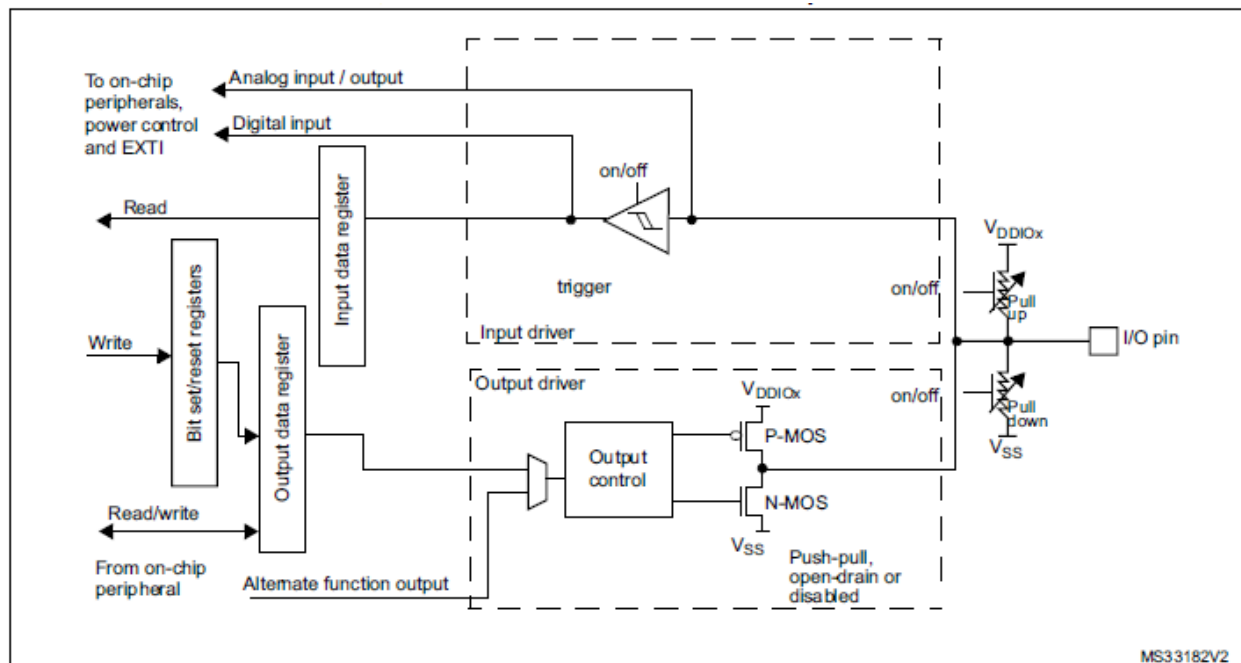 To on-chip
peripherals,
power control
and EXTI
Analog input / output
Digital input
on/off
Read
Input data register
trigger
Input driver
VDDIOx
on/off
Pull
up
I/O pin
on/off
Pull
down
VSS
Write
Bit set/reset registers
Output data register
Read/write
From on-chip
peripheral
Alternate function output
Output driver
VDDIOx
P-MOS
Output
control
N-MOS
VSS
Push-pull,
open-drain or
disabled
MS33182V2